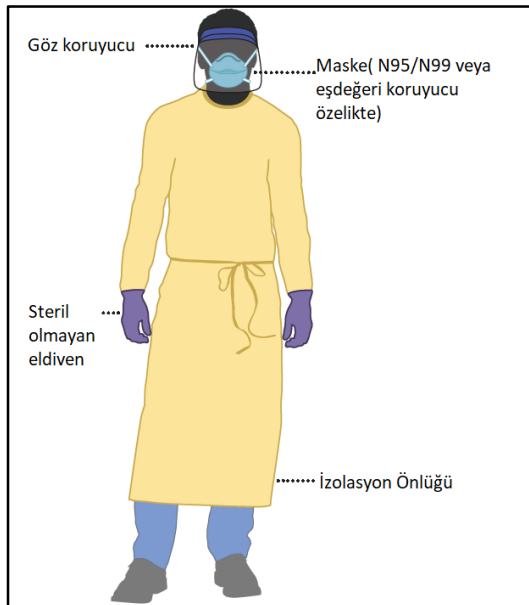 Göz koruyucu
Maske( N95/N99 veya
eşdeğeri koruyucu
özelikte)
Steril
olmayan
eldiven
İzolasyon Önlüğü